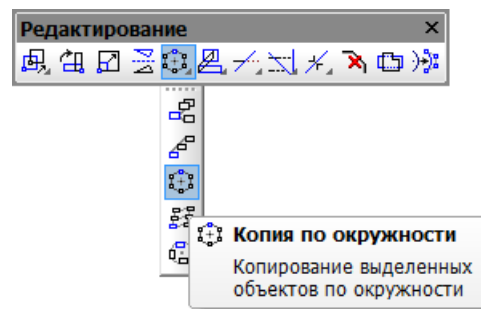 Редактирование
Копия по окружности
Копирование выделенных
объектов по окружности